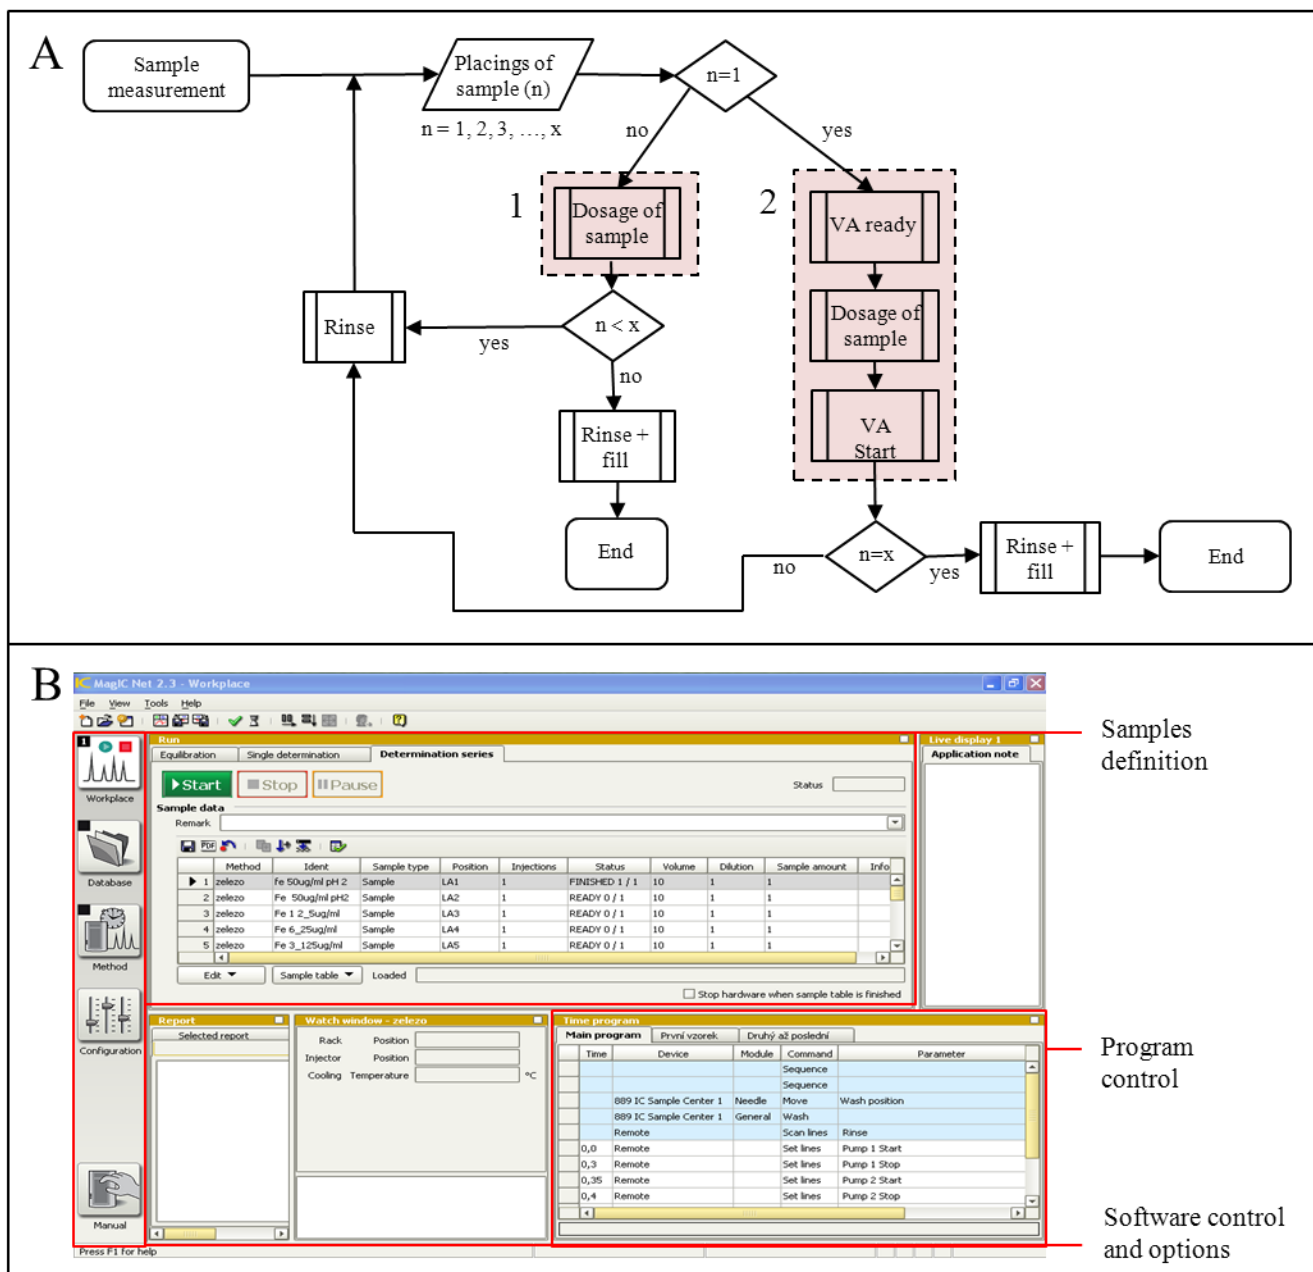 A
Sample
measurement
Placings of
sample (n)
n = 1, 2, 3, …, x
n=1
no
yes
1
Dosage of
sample
2
VA ready
Dosage of
sample
VA
Start
Rinse
yes
n < x
no
Rinse +
fill
End
no
n=x
yes
Rinse +
fill
End
B
MagIC Net 2.3 - Workplace
File View Tools Help
Run
Equilibration Single determination Determination series
Start Stop Pause
Status
Sample data
Remark
PDF
Method Ident Sample type Position Injections Status Volume Dilution Sample amount Info
1 zelezo fe 50ug/ml pH 2 Sample LA1 1 FINISHED 1 / 1 10 1 1
2 zelezo Fe 50ug/ml pH2 Sample LA2 1 READY 0 / 1 10 1 1
3 zelezo Fe 1 2_5ug/ml Sample LA3 1 READY 0 / 1 10 1 1
4 zelezo Fe 6_25ug/ml Sample LA4 1 READY 0 / 1 10 1 1
5 zelezo Fe 3_125ug/ml Sample LA5 1 READY 0 / 1 10 1 1
Edit Sample table Loaded
Stop hardware when sample table is finished
Live display 1
Application note
1
Workplace
Database
Method
Configuration
Manual
Report
Selected report
Watch window - zelezo
Rack Position
Injector Position
Cooling Temperature °C
Time program
Main program První vzorek Druhý až poslední
Time Device Module Command Parameter
Sequence
Sequence
889 IC Sample Center 1 Needle Move Wash position
889 IC Sample Center 1 General Wash
Remote Scan lines Rinse
0,0 Remote Set lines Pump 1 Start
0,3 Remote Set lines Pump 1 Stop
0,35 Remote Set lines Pump 2 Start
0,4 Remote Set lines Pump 2 Stop
Press F1 for help
Samples
definition
Program
control
Software control
and options